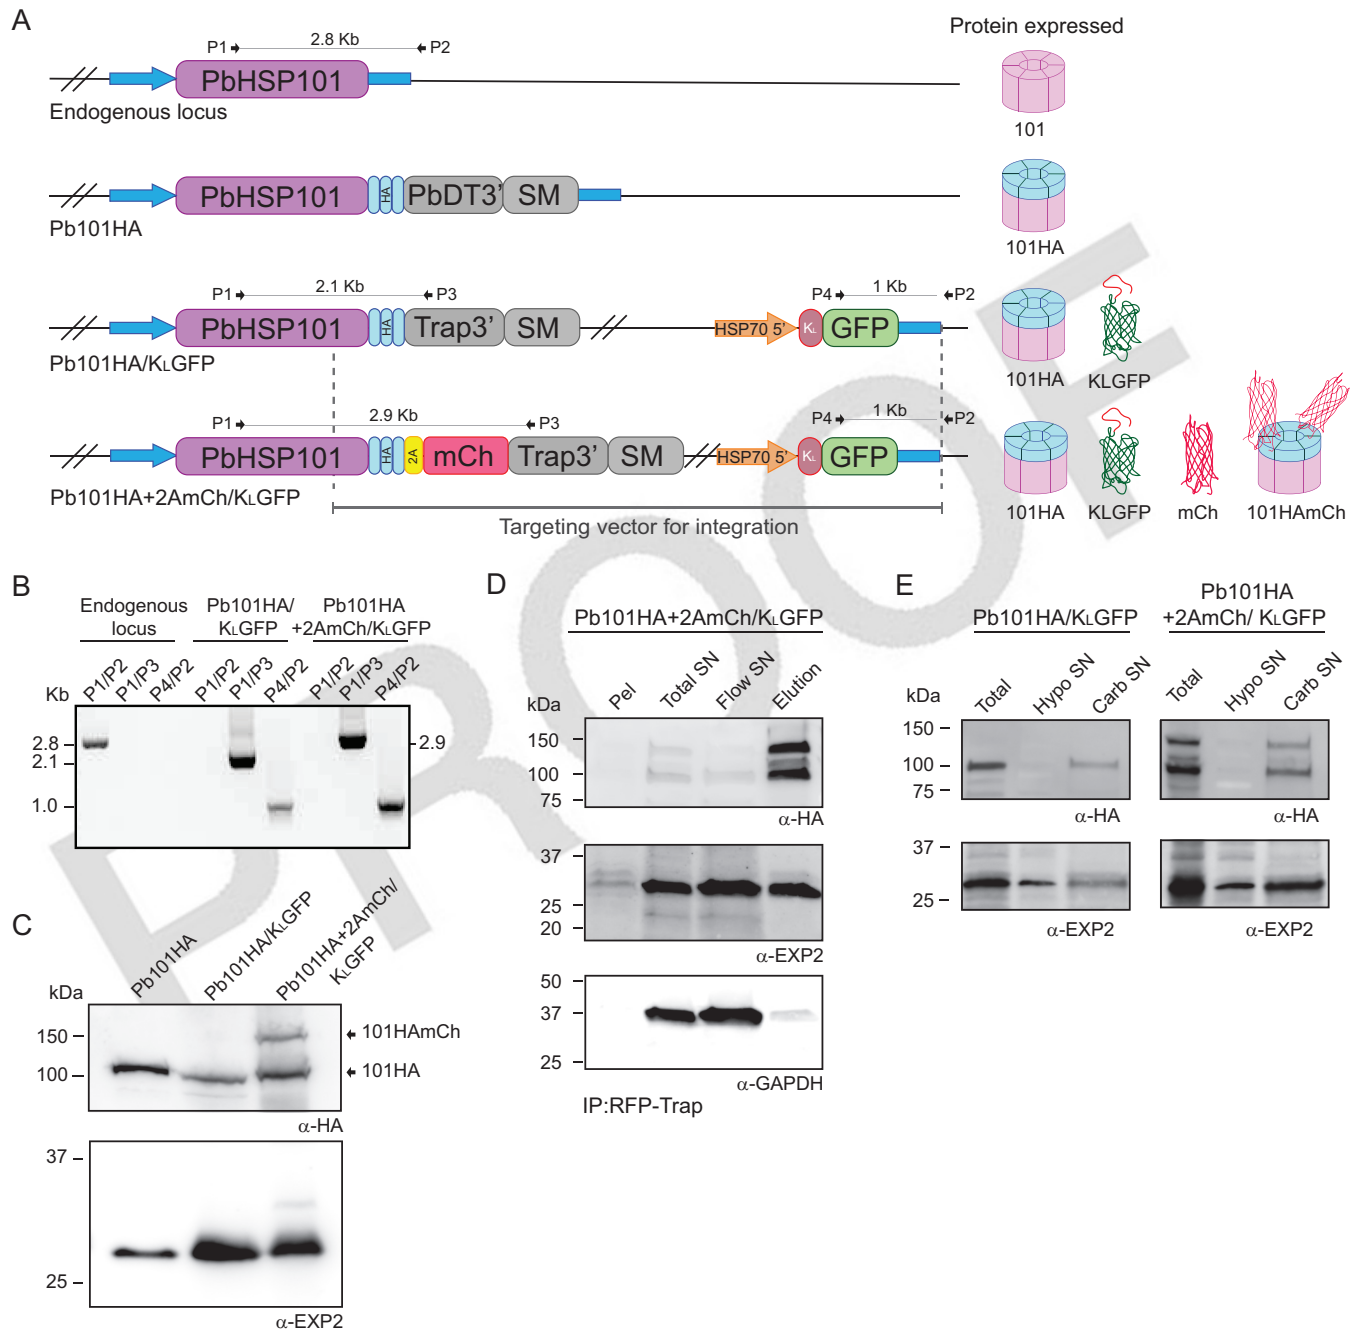 A
Protein expressed
P1 2.8 Kb P2
PbHSP101
Endogenous locus
101
PbHSP101 HA PbDT3' SM
Pb101HA
101HA
P1 2.1 Kb P3 P4 1 Kb P2
PbHSP101 HA Trap3' SM HSP70 5' KL GFP
Pb101HA/KLGFP
101HA KLGFP
P1 2.9 Kb P3 P4 1 Kb P2
PbHSP101 HA 2A mCh Trap3' SM HSP70 5' KL GFP
Pb101HA+2AmCh/KLGFP
101HA KLGFP mCh 101HAmCh
Targeting vector for integration
B
Endogenous locus
Pb101HA/ KLGFP
Pb101HA +2AmCh/KLGFP
Kb P1/P2 P1/P3 P4/P2 P1/P2 P1/P3 P4/P2 P1/P2 P1/P3 P4/P2
2.8
2.9
2.1
1.0
C
Pb101HA Pb101HA/KLGFP Pb101HA+2AmCh/ KLGFP
kDa
150 101HAmCh
100 101HA
α-HA
37
25
α-EXP2
D
Pb101HA+2AmCh/KLGFP
Pel Total SN Flow SN Elution
kDa
150
100
75
α-HA
37
25
20
α-EXP2
50
37
25
α-GAPDH
IP:RFP-Trap
E
Pb101HA/KLGFP
Pb101HA
+2AmCh/ KLGFP
Total Hypo SN Carb SN Total Hypo SN Carb SN
kDa
150
100
75
α-HA
α-HA
37
25
α-EXP2
α-EXP2
PROOF